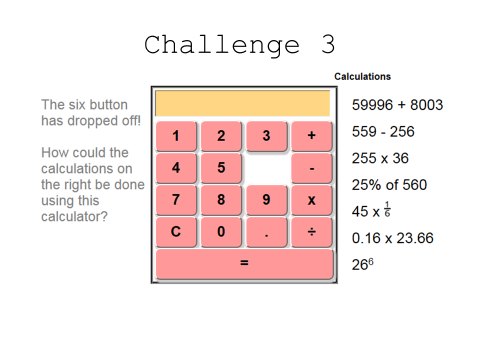 Challenge 3
Calculations
The six button
has dropped off!
How could the
calculations on
the right be done
using this
calculator?
1 2 3 +
4 5 -
7 8 9 x
C 0 . ÷
=
59996 + 8003
559 - 256
255 x 36
25% of 560
45 x 1/6
0.16 x 23.66
26⁶